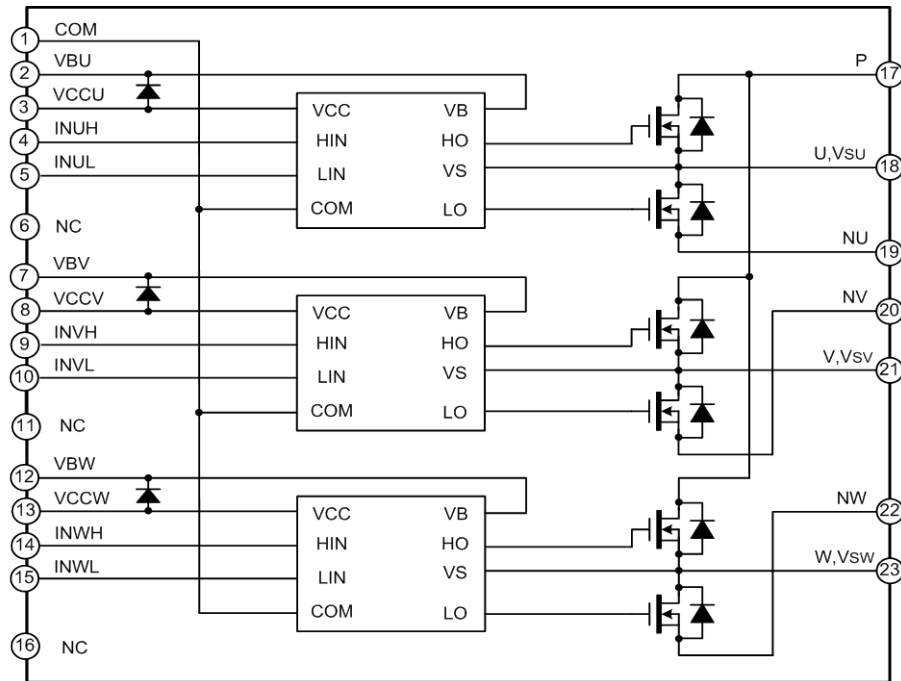 1 COM
2 VBU
3 VCCU
4 INUH
5 INUL
6 NC
7 VBV
8 VCCV
9 INVH
10 INVL
11 NC
12 VBW
13 VCCW
14 INWH
15 INWL
16 NC
VCC VB
HIN HO
LIN VS
COM LO
VCC VB
HIN HO
LIN VS
COM LO
VCC VB
HIN HO
LIN VS
COM LO
P 17
U,VSU 18
NU 19
NV 20
V,VSV 21
NW 22
W,VSW 23